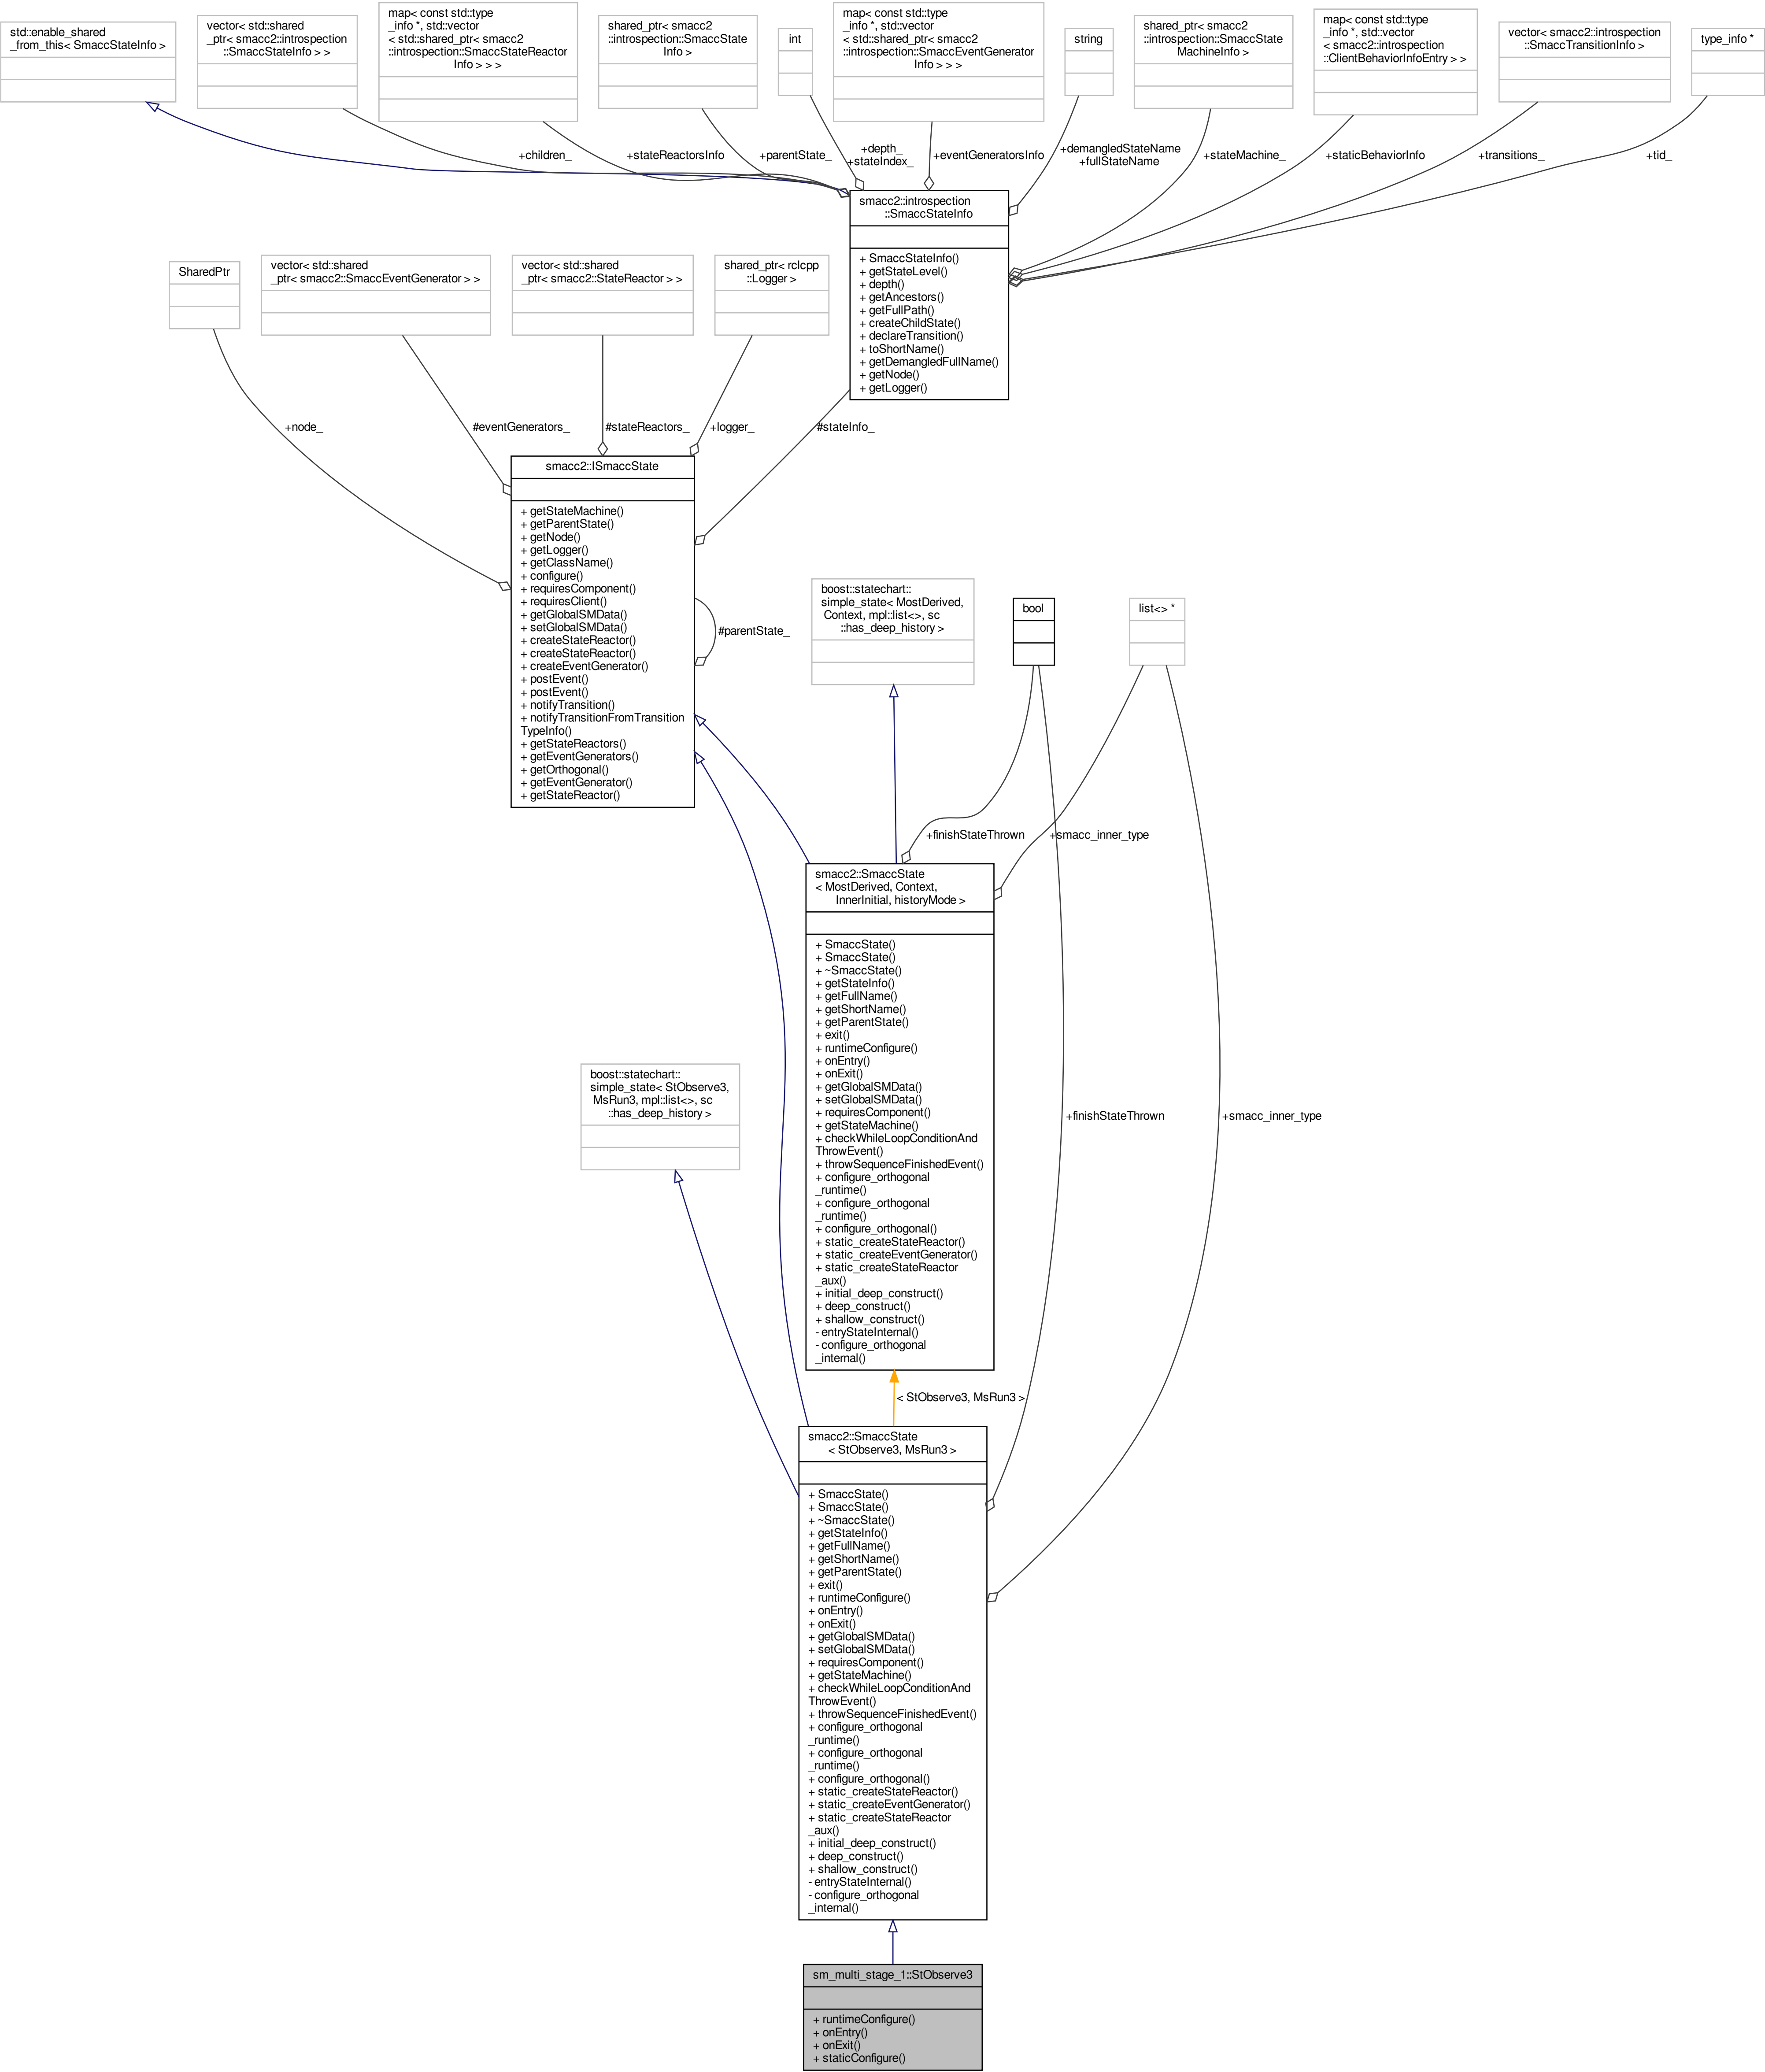 std::enable_shared
_from_this< SmaccStateInfo >
vector< std::shared
_ptr< smacc2::introspection
::SmaccStateInfo > >
map< const std::type
_info *, std::vector
< std::shared_ptr< smacc2
::introspection::SmaccStateReactor
Info > > >
shared_ptr< smacc2
::introspection::SmaccState
Info >
int
map< const std::type
_info *, std::vector
< std::shared_ptr< smacc2
::introspection::SmaccEventGenerator
Info > > >
string
shared_ptr< smacc2
::introspection::SmaccState
MachineInfo >
map< const std::type
_info *, std::vector
< smacc2::introspection
::ClientBehaviorInfoEntry > >
vector< smacc2::introspection
::SmaccTransitionInfo >
type_info *
+children_
+stateReactorsInfo
+parentState_
+depth_
+stateIndex_
+eventGeneratorsInfo
+demangledStateName
+fullStateName
+stateMachine_
+staticBehaviorInfo
+transitions_
+tid_
smacc2::introspection
::SmaccStateInfo
+ SmaccStateInfo()
+ getStateLevel()
+ depth()
+ getAncestors()
+ getFullPath()
+ createChildState()
+ declareTransition()
+ toShortName()
+ getDemangledFullName()
+ getNode()
+ getLogger()
SharedPtr
vector< std::shared
_ptr< smacc2::SmaccEventGenerator > >
vector< std::shared
_ptr< smacc2::StateReactor > >
shared_ptr< rclcpp
::Logger >
+node_
#eventGenerators_
#stateReactors_
+logger_
#stateInfo_
smacc2::ISmaccState
+ getStateMachine()
+ getParentState()
+ getNode()
+ getLogger()
+ getClassName()
+ configure()
+ requiresComponent()
+ requiresClient()
+ getGlobalSMData()
+ setGlobalSMData()
+ createStateReactor()
+ createStateReactor()
+ createEventGenerator()
+ postEvent()
+ postEvent()
+ notifyTransition()
+ notifyTransitionFromTransition
TypeInfo()
+ getStateReactors()
+ getEventGenerators()
+ getOrthogonal()
+ getEventGenerator()
+ getStateReactor()
#parentState_
boost::statechart::
simple_state< MostDerived,
Context, mpl::list<>, sc
::has_deep_history >
bool
list<> *
+finishStateThrown
+smacc_inner_type
smacc2::SmaccState
< MostDerived, Context,
InnerInitial, historyMode >
+ SmaccState()
+ SmaccState()
+ ~SmaccState()
+ getStateInfo()
+ getFullName()
+ getShortName()
+ getParentState()
+ exit()
+ runtimeConfigure()
+ onEntry()
+ onExit()
+ getGlobalSMData()
+ setGlobalSMData()
+ requiresComponent()
+ getStateMachine()
+ checkWhileLoopConditionAnd
ThrowEvent()
+ throwSequenceFinishedEvent()
+ configure_orthogonal
_runtime()
+ configure_orthogonal
_runtime()
+ configure_orthogonal()
+ static_createStateReactor()
+ static_createEventGenerator()
+ static_createStateReactor
_aux()
+ initial_deep_construct()
+ deep_construct()
+ shallow_construct()
- entryStateInternal()
- configure_orthogonal
_internal()
boost::statechart::
simple_state< StObserve3,
MsRun3, mpl::list<>, sc
::has_deep_history >
+finishStateThrown
+smacc_inner_type
< StObserve3, MsRun3 >
smacc2::SmaccState
< StObserve3, MsRun3 >
+ SmaccState()
+ SmaccState()
+ ~SmaccState()
+ getStateInfo()
+ getFullName()
+ getShortName()
+ getParentState()
+ exit()
+ runtimeConfigure()
+ onEntry()
+ onExit()
+ getGlobalSMData()
+ setGlobalSMData()
+ requiresComponent()
+ getStateMachine()
+ checkWhileLoopConditionAnd
ThrowEvent()
+ throwSequenceFinishedEvent()
+ configure_orthogonal
_runtime()
+ configure_orthogonal
_runtime()
+ configure_orthogonal()
+ static_createStateReactor()
+ static_createEventGenerator()
+ static_createStateReactor
_aux()
+ initial_deep_construct()
+ deep_construct()
+ shallow_construct()
- entryStateInternal()
- configure_orthogonal
_internal()
sm_multi_stage_1::StObserve3
+ runtimeConfigure()
+ onEntry()
+ onExit()
+ staticConfigure()